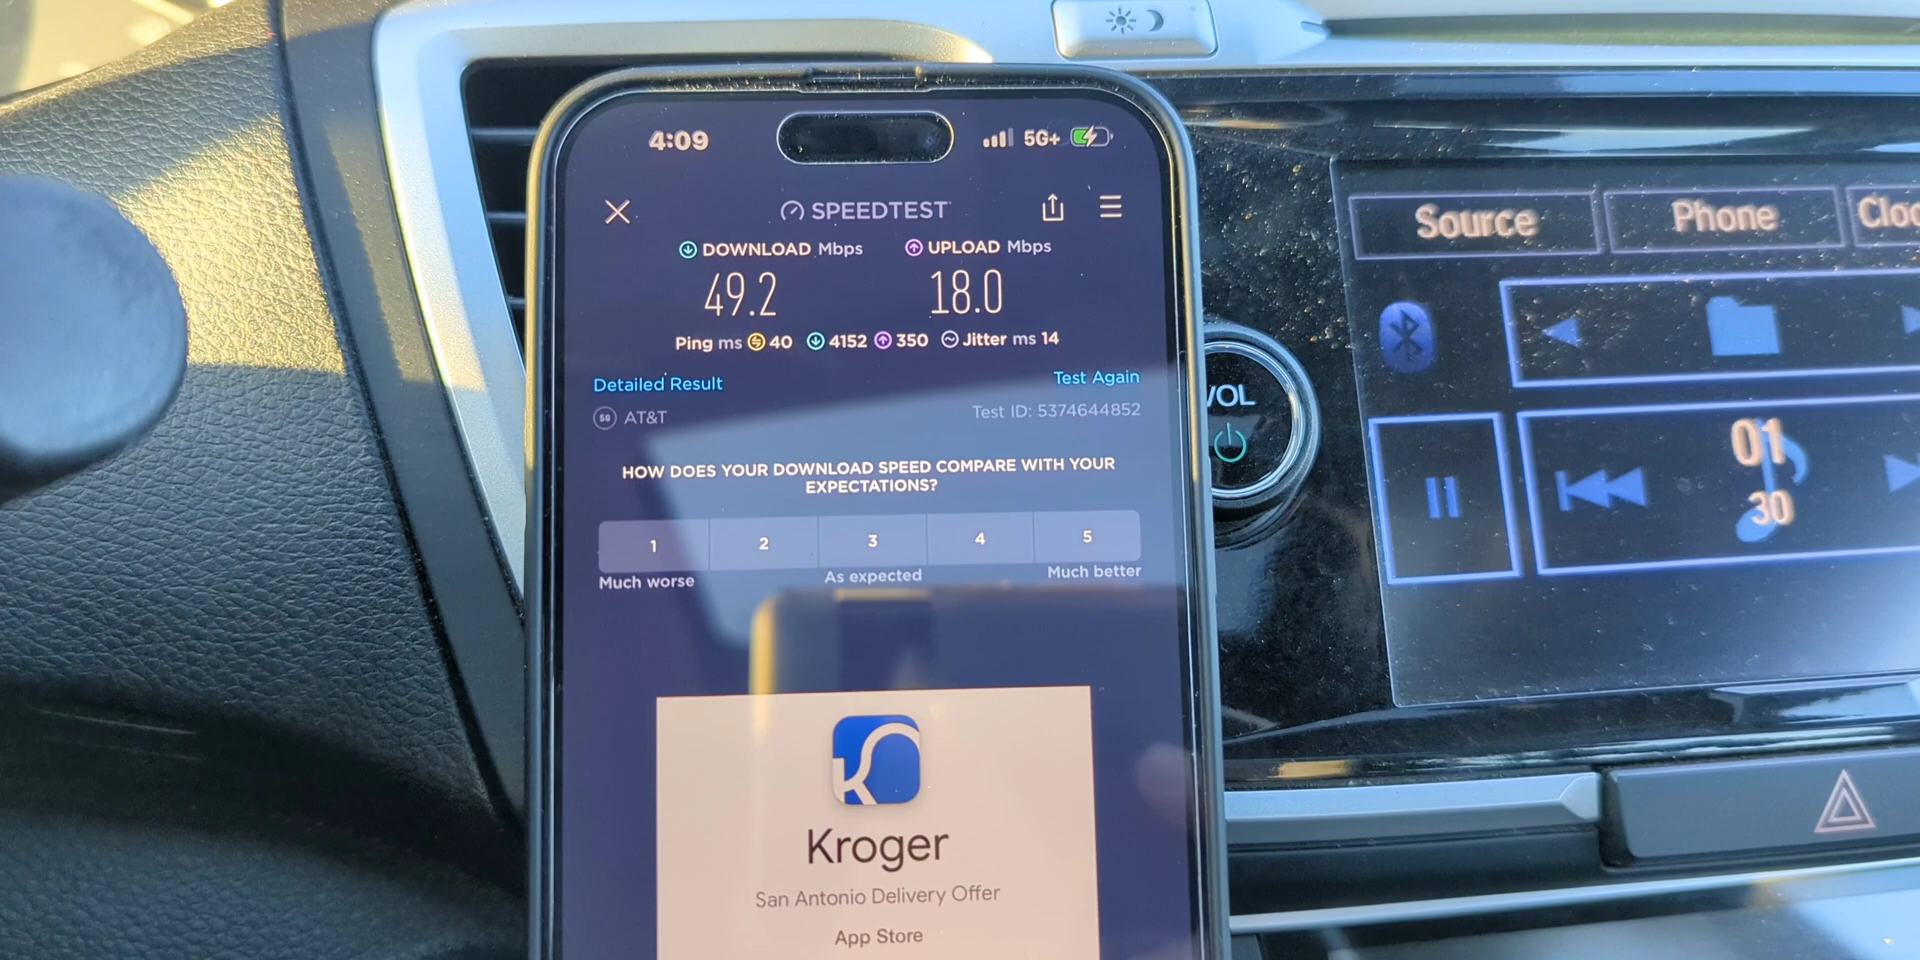 4:09 5G+
SPEEDTEST
DOWNLOAD Mbps UPLOAD Mbps
49.2 18.0
Ping ms 40 4152 350 Jitter ms 14
Detailed Result Test Again
5G AT&T Test ID: 5374644852
HOW DOES YOUR DOWNLOAD SPEED COMPARE WITH YOUR
EXPECTATIONS?
1 2 3 4 5
Much worse As expected Much better
Kroger
San Antonio Delivery Offer
App Store
VOL
Source Phone
01
30